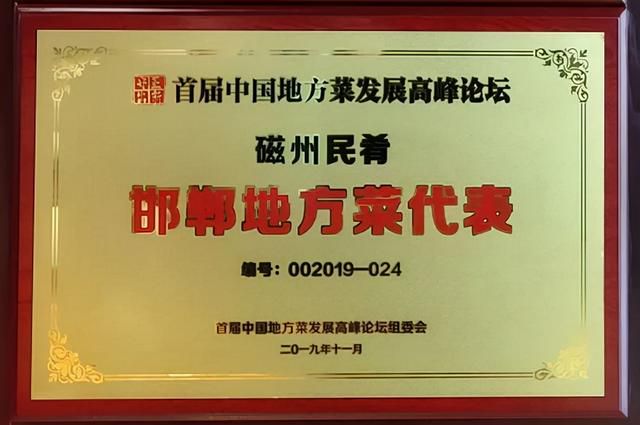 首届中国地方菜发展高峰论坛
磁州民肴
邯郸地方菜代表
编号：002019—024
首届中国地方菜发展高峰论坛组委会
二〇一九年十一月